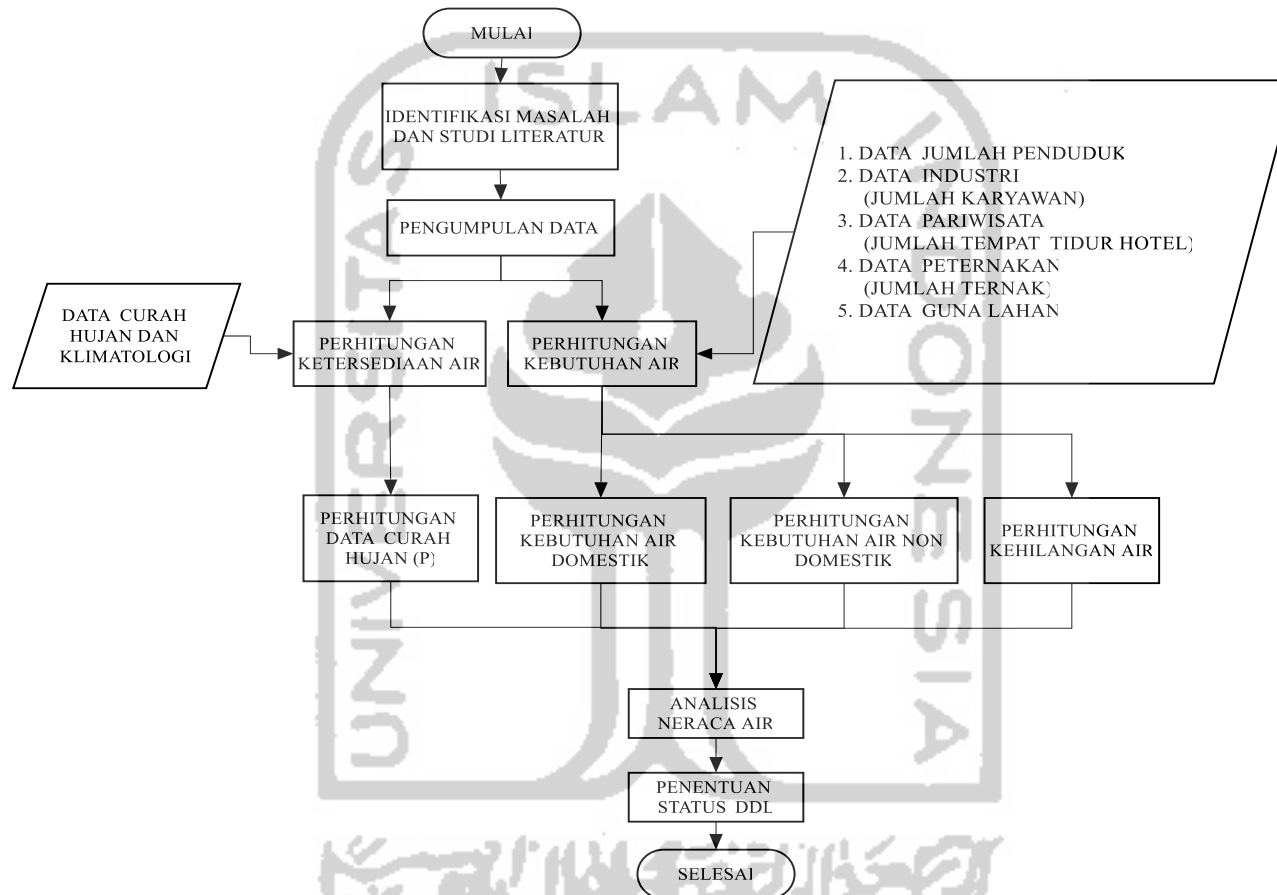 MULAI
IDENTIFIKASI MASALAH
DAN STUDI LITERATUR
PENGUMPULAN DATA
1. DATA JUMLAH PENDUDUK
2. DATA INDUSTRI
(JUMLAH KARYAWAN)
3. DATA PARIWISATA
(JUMLAH TEMPAT TIDUR HOTEL)
4. DATA PETERNAKAN
(JUMLAH TERNAK)
5. DATA GUNA LAHAN
DATA CURAH
HUJAN DAN
KLIMATOLOGI
PERHITUNGAN
KETERSEDIAAN AIR
PERHITUNGAN
KEBUTUHAN AIR
PERHITUNGAN
DATA CURAH
HUJAN (P)
PERHITUNGAN
KEBUTUHAN AIR
DOMESTIK
PERHITUNGAN
KEBUTUHAN AIR NON
DOMESTIK
PERHITUNGAN
KEHILANGAN AIR
ANALISIS
NERACA AIR
PENENTUAN
STATUS DDL
SELESAI
UNIVERSITAS
ISLAM
INDONESIA